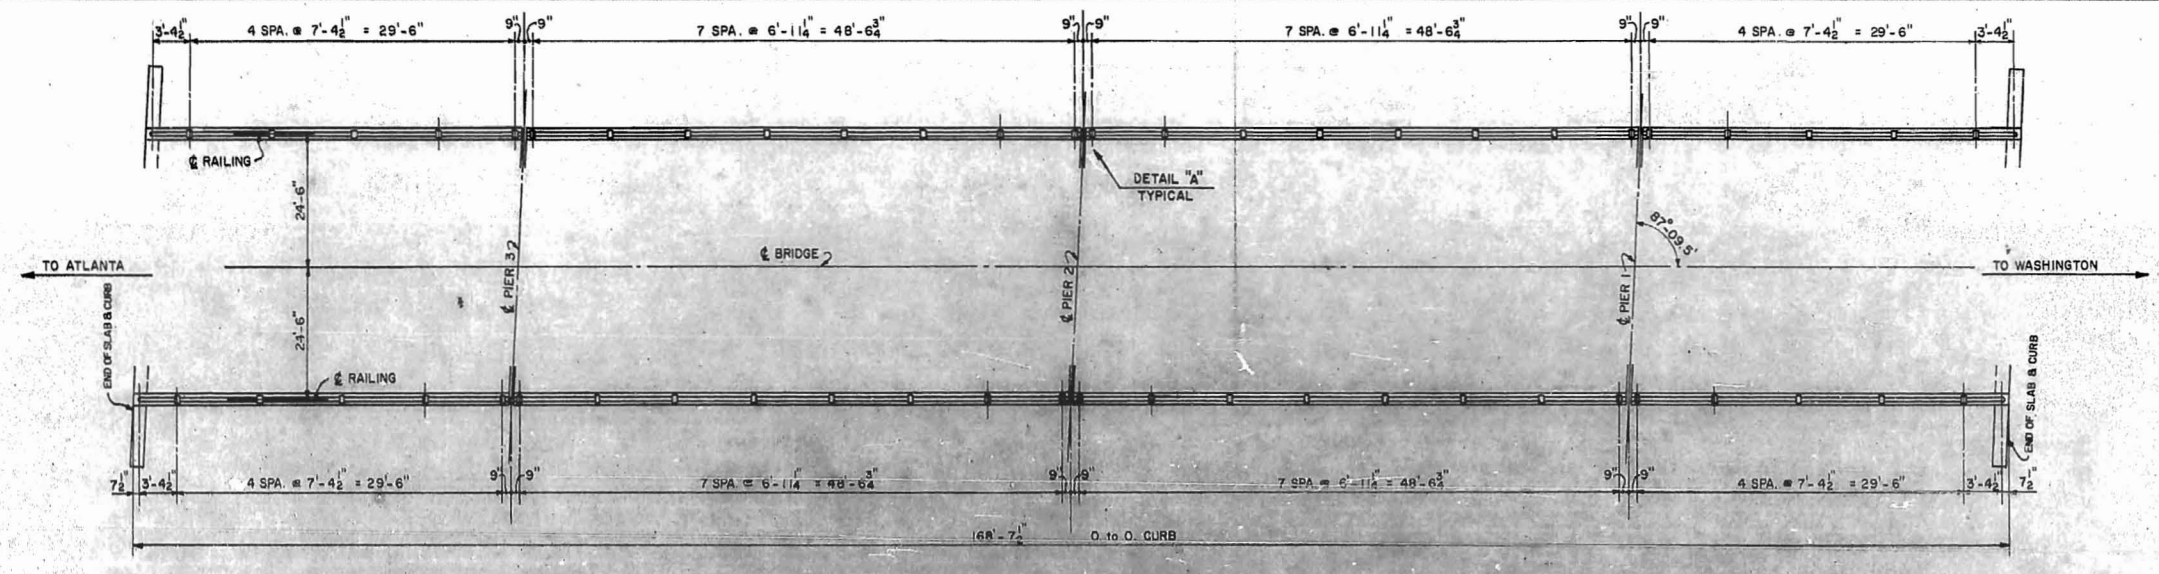 3'-4½" 4 SPA. @ 7'-4½" = 29'-6" 9" 9" 7 SPA. @ 6'-11¼" = 48'-6¾" 9" 9" 7 SPA. @ 6'-11¼" = 48'-6¾" 9" 9" 4 SPA. @ 7'-4½" = 29'-6" 3'-4½"
℄ RAILING
24'-6"
DETAIL "A"
TYPICAL
87°-09.5'
℄ PIER 3
℄ BRIDGE
℄ PIER 2
℄ PIER 1
TO ATLANTA
TO WASHINGTON
END OF SLAB & CURB
24'-6"
℄ RAILING
END OF SLAB & CURB
7½" 3'-4½" 4 SPA. @ 7'-4½" = 29'-6" 9" 9" 7 SPA. @ 6'-11¼" = 48'-6¾" 9" 9" 7 SPA. @ 6'-11¼" = 48'-6¾" 9" 9" 4 SPA. @ 7'-4½" = 29'-6" 3'-4½" 7½"
168'-7½" O. to O. CURB